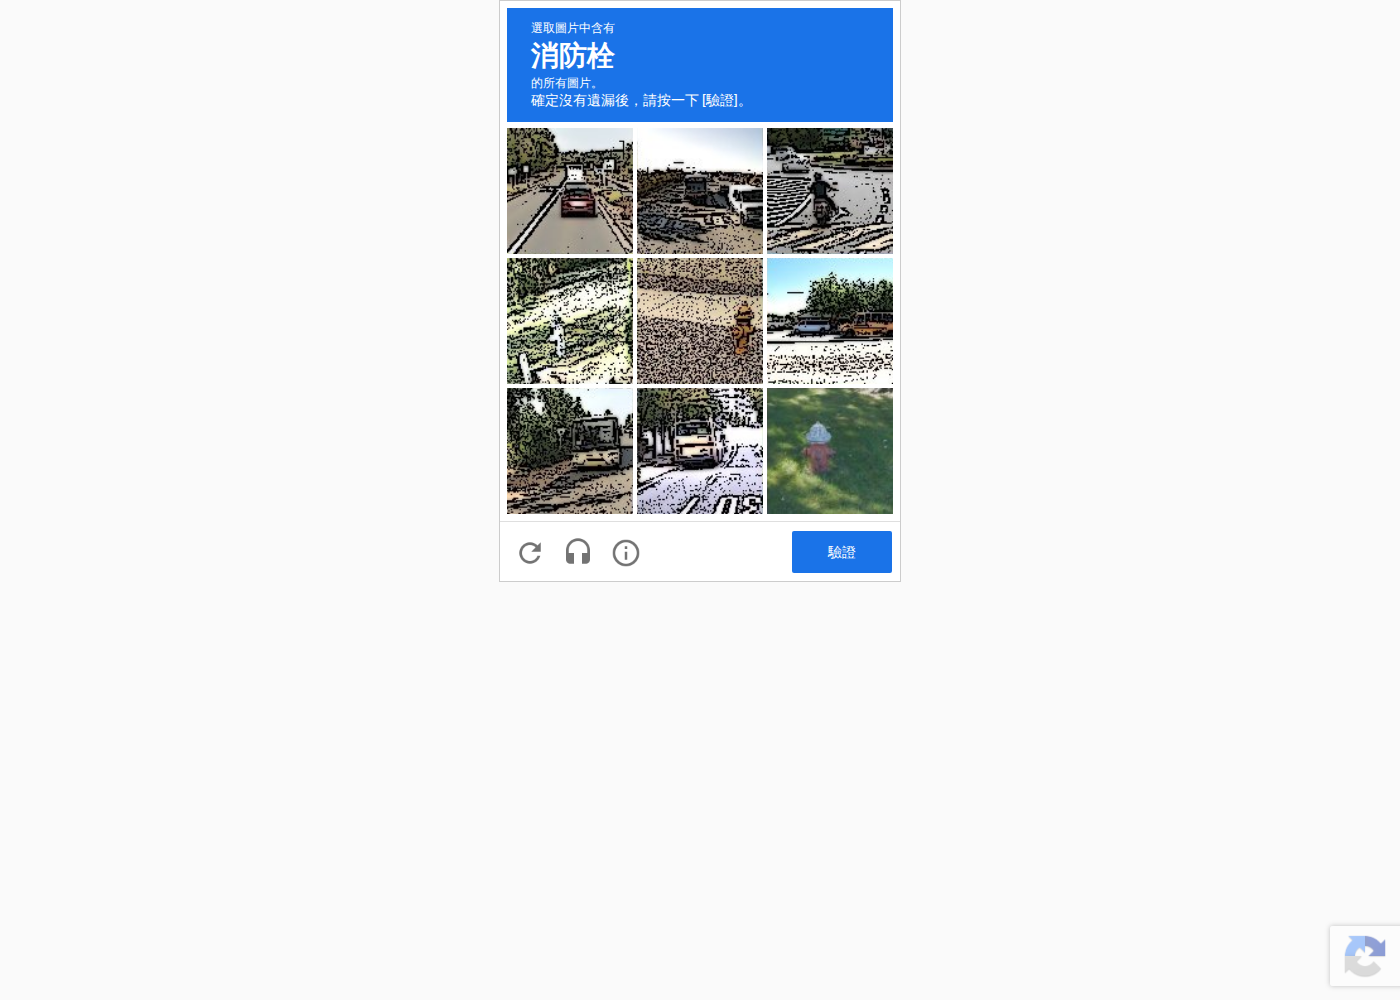 選取圖片中含有
消防栓
的所有圖片。
確定沒有遺漏後，請按一下 [驗證]。
驗證